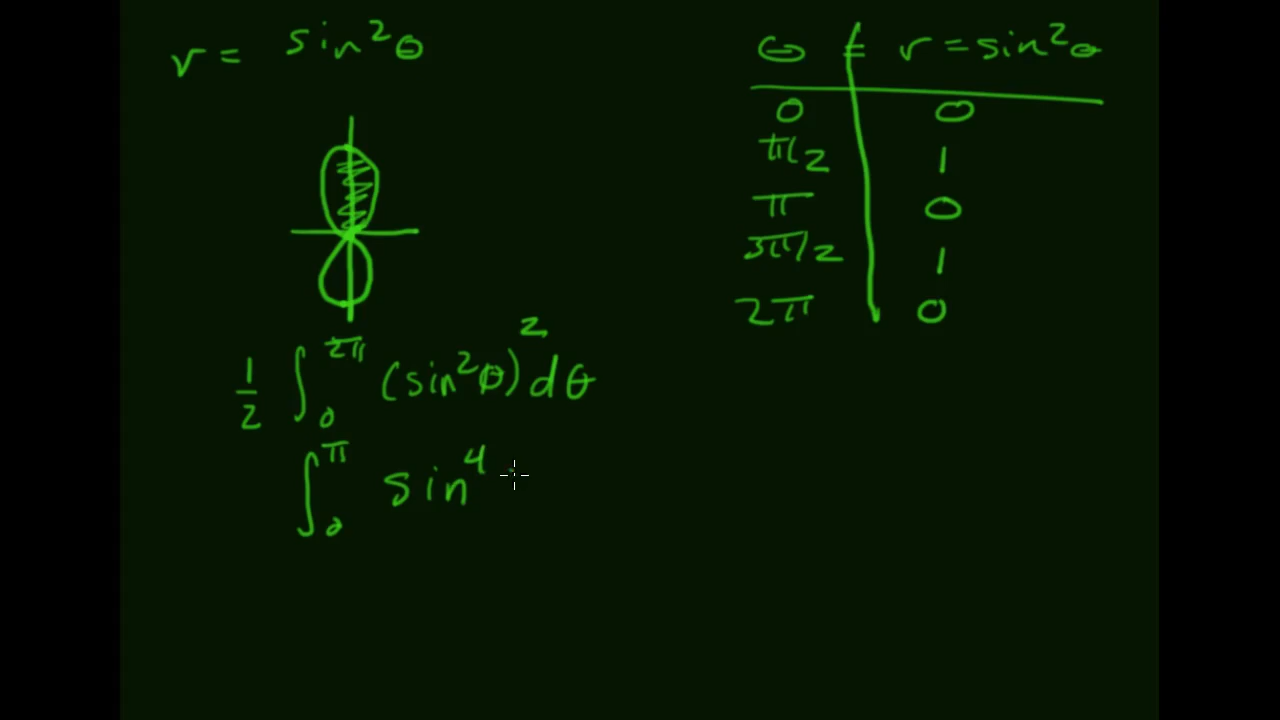 r = sin²θ
θ r = sin²θ
0 0
π/2 1
π 0
3π/2 1
2π 0
1/2 ∫₀^2π (sin²θ)² dθ
∫₀^π sin⁴